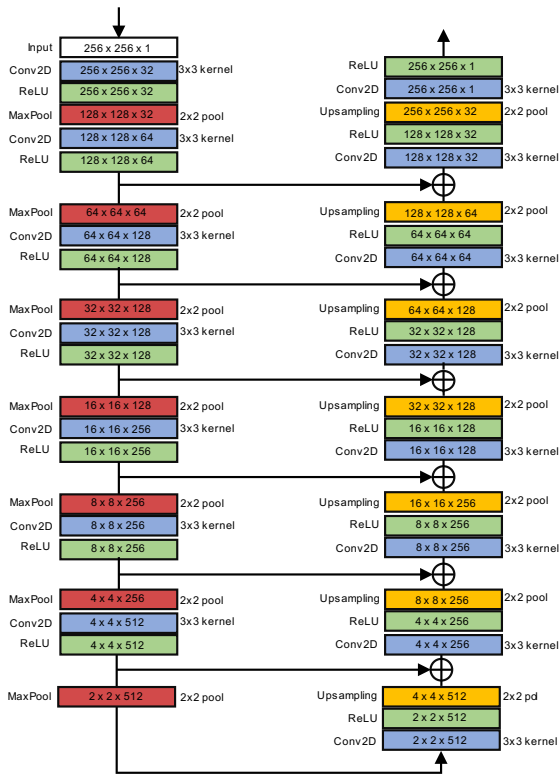 Input 256 x 256 x 1
Conv2D 256 x 256 x 32 3x3 kernel
ReLU 256 x 256 x 32
MaxPool 128 x 128 x 32 2x2 pool
Conv2D 128 x 128 x 64 3x3 kernel
ReLU 128 x 128 x 64
MaxPool 64 x 64 x 64 2x2 pool
Conv2D 64 x 64 x 128 3x3 kernel
ReLU 64 x 64 x 128
MaxPool 32 x 32 x 128 2x2 pool
Conv2D 32 x 32 x 128 3x3 kernel
ReLU 32 x 32 x 128
MaxPool 16 x 16 x 128 2x2 pool
Conv2D 16 x 16 x 256 3x3 kernel
ReLU 16 x 16 x 256
MaxPool 8 x 8 x 256 2x2 pool
Conv2D 8 x 8 x 256 3x3 kernel
ReLU 8 x 8 x 256
MaxPool 4 x 4 x 256 2x2 pool
Conv2D 4 x 4 x 512 3x3 kernel
ReLU 4 x 4 x 512
MaxPool 2 x 2 x 512 2x2 pool
ReLU 256 x 256 x 1
Conv2D 256 x 256 x 1 3x3 kernel
Upsampling 256 x 256 x 32 2x2 pool
ReLU 128 x 128 x 32
Conv2D 128 x 128 x 32 3x3 kernel
Upsampling 128 x 128 x 64 2x2 pool
ReLU 64 x 64 x 64
Conv2D 64 x 64 x 64 3x3 kernel
Upsampling 64 x 64 x 128 2x2 pool
ReLU 32 x 32 x 128
Conv2D 32 x 32 x 128 3x3 kernel
Upsampling 32 x 32 x 128 2x2 pool
ReLU 16 x 16 x 128
Conv2D 16 x 16 x 128 3x3 kernel
Upsampling 16 x 16 x 256 2x2 pool
ReLU 8 x 8 x 256
Conv2D 8 x 8 x 256 3x3 kernel
Upsampling 8 x 8 x 256 2x2 pool
ReLU 4 x 4 x 256
Conv2D 4 x 4 x 256 3x3 kernel
Upsampling 4 x 4 x 512 2x2 pol
ReLU 2 x 2 x 512
Conv2D 2 x 2 x 512 3x3 kernel